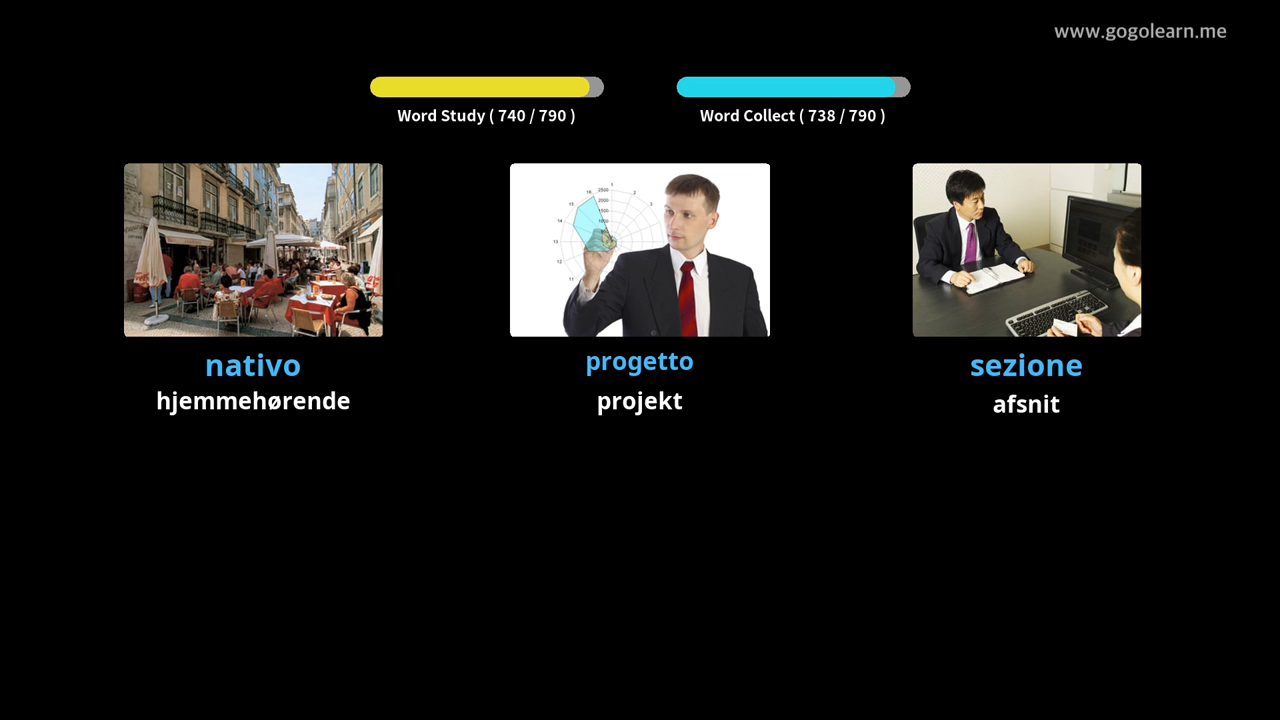 www.gogolearn.me
Word Study ( 740 / 790 )
Word Collect ( 738 / 790 )
nativo
hjemmehørende
progetto
projekt
sezione
afsnit